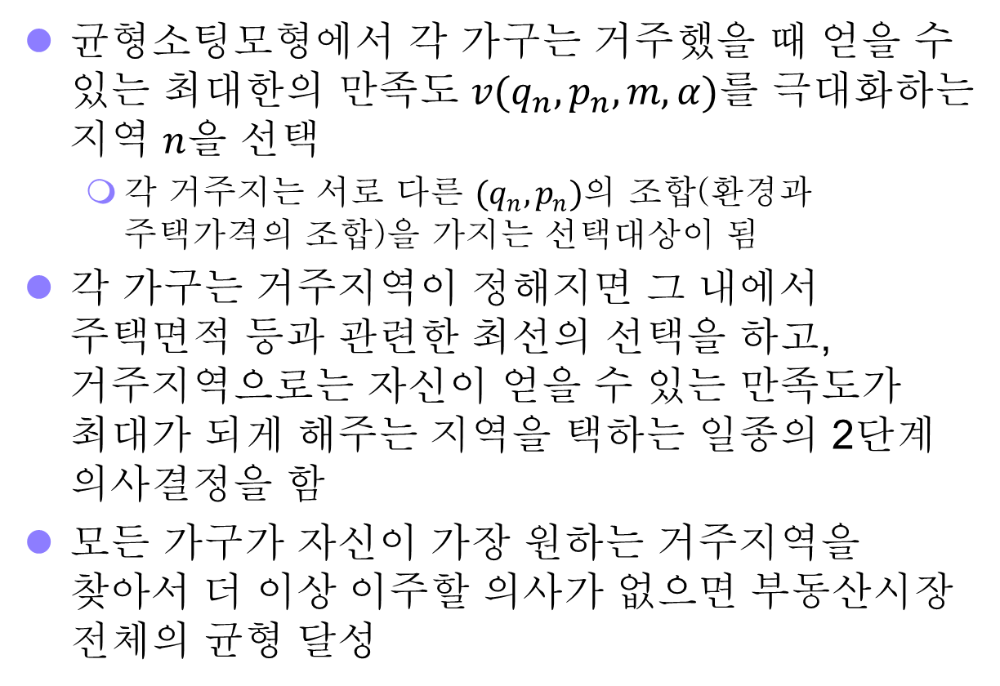 균형소팅모형에서 각 가구는 거주했을 때 얻을 수
있는 최대한의 만족도 𝑣(𝑞ₙ, 𝑝ₙ, 𝑚, 𝛼)를 극대화하는
지역 𝑛을 선택
각 거주지는 서로 다른 (𝑞ₙ, 𝑝ₙ)의 조합(환경과
주택가격의 조합)을 가지는 선택대상이 됨
각 가구는 거주지역이 정해지면 그 내에서
주택면적 등과 관련한 최선의 선택을 하고,
거주지역으로는 자신이 얻을 수 있는 만족도가
최대가 되게 해주는 지역을 택하는 일종의 2단계
의사결정을 함
모든 가구가 자신이 가장 원하는 거주지역을
찾아서 더 이상 이주할 의사가 없으면 부동산시장
전체의 균형 달성